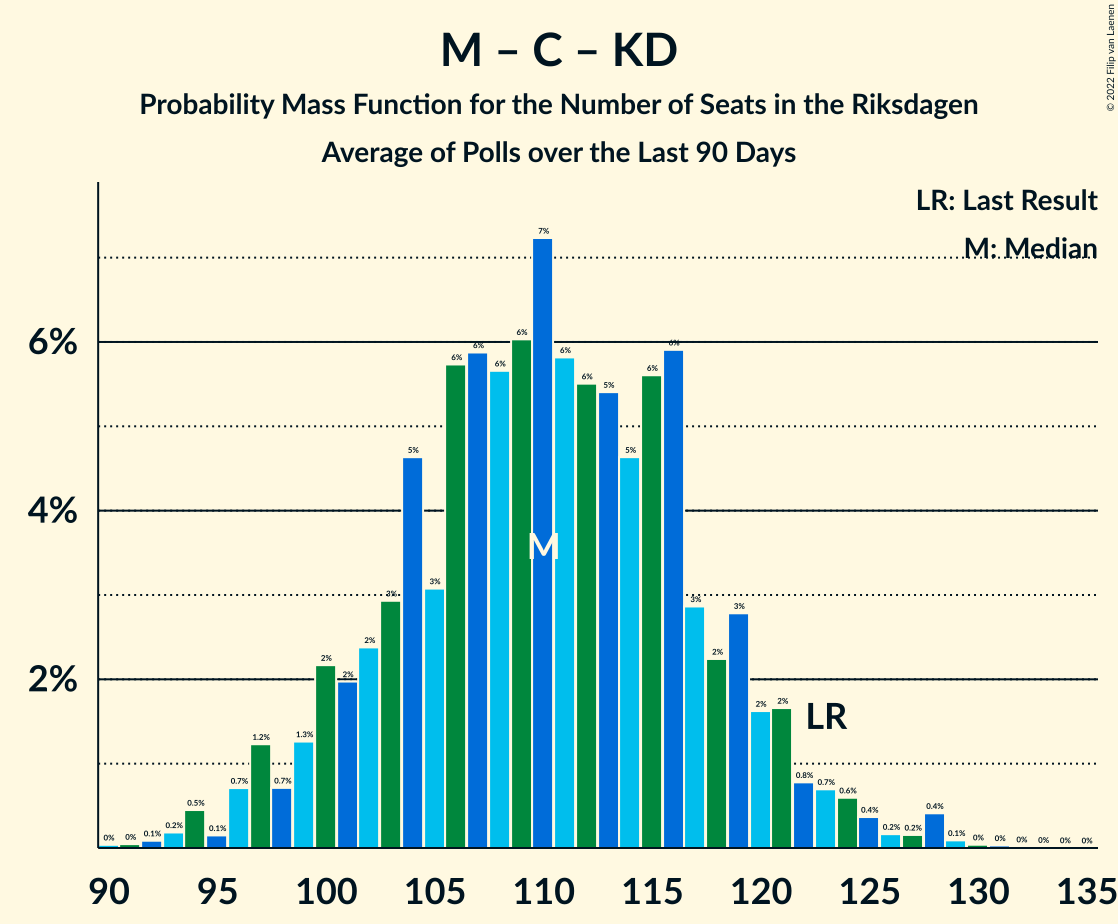 M – C – KD
Probability Mass Function for the Number of Seats in the Riksdagen
Average of Polls over the Last 90 Days
© 2022 Filip van Laenen
LR: Last Result
M: Median
6%
4%
2%
0% 0% 0.1% 0.2% 0.5% 0.1% 0.7% 1.2% 0.7% 1.3% 2% 2% 2% 3% 5% 3% 6% 6% 6% 6% 7% 6% 6% 5% 5% 6% 6% 3% 2% 3% 2% 2% 0.8% 0.7% 0.6% 0.4% 0.2% 0.2% 0.4% 0.1% 0% 0% 0% 0% 0% 0%
M
LR
90 95 100 105 110 115 120 125 130 135